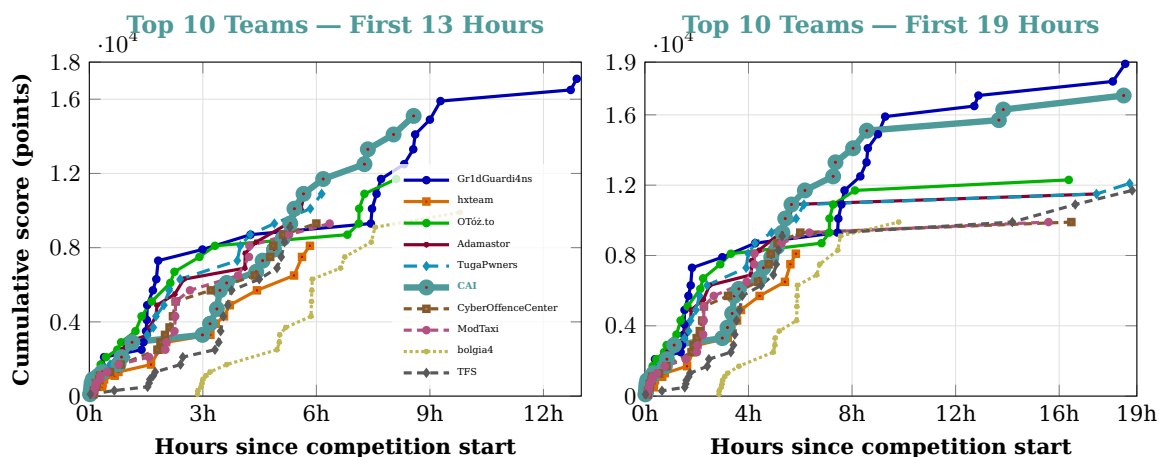 Top 10 Teams — First 13 Hours
·10⁴
1.8
1.6
1.2
0.8
0.4
0
0h
3h
6h
9h
12h
Cumulative score (points)
Hours since competition start
Gr1dGuardi4ns
hxteam
OTóż.to
Adamastor
TugaPwners
CAI
CyberOffenceCenter
ModTaxi
bolgia4
TFS
Top 10 Teams — First 19 Hours
·10⁴
1.9
1.6
1.2
0.8
0.4
0
0h
4h
8h
12h
16h
19h
Hours since competition start